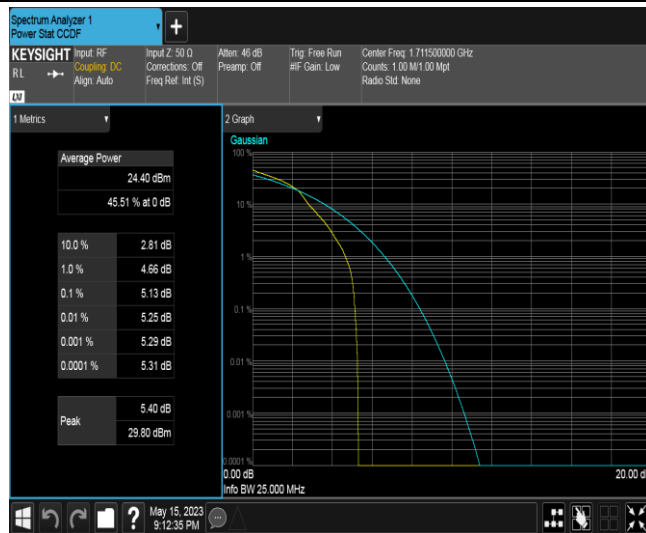 Spectrum Analyzer 1
Power Stat CCDF
+
KEYSIGHT
RL
Input: RF
Coupling: DC
Align: Auto
Input Z: 50 Ω
Corrections: Off
Freq Ref: Int (S)
Atten: 46 dB
Preamp: Off
Trig: Free Run
#IF Gain: Low
Center Freq: 1.711500000 GHz
Counts: 1.00 M/1.00 Mpt
Radio Std: None
1 Metrics
Average Power
24.40 dBm
45.51 % at 0 dB
10.0 % 2.81 dB
1.0 % 4.66 dB
0.1 % 5.13 dB
0.01 % 5.25 dB
0.001 % 5.29 dB
0.0001 % 5.31 dB
Peak
5.40 dB
29.80 dBm
2 Graph
Gaussian
100 %
10 %
1 %
0.1 %
0.01 %
0.001 %
0.0001 %
0.00 dB
20.00 d
Info BW 25.000 MHz
?
May 15, 2023
9:12:35 PM